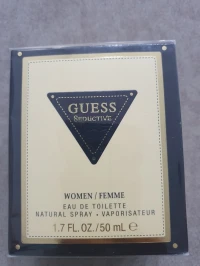 GUESS
SEDUCTIVE
WOMEN / FEMME
EAU DE TOILETTE
NATURAL SPRAY • VAPORISATEUR
1.7 FL. OZ. / 50 mL ℮